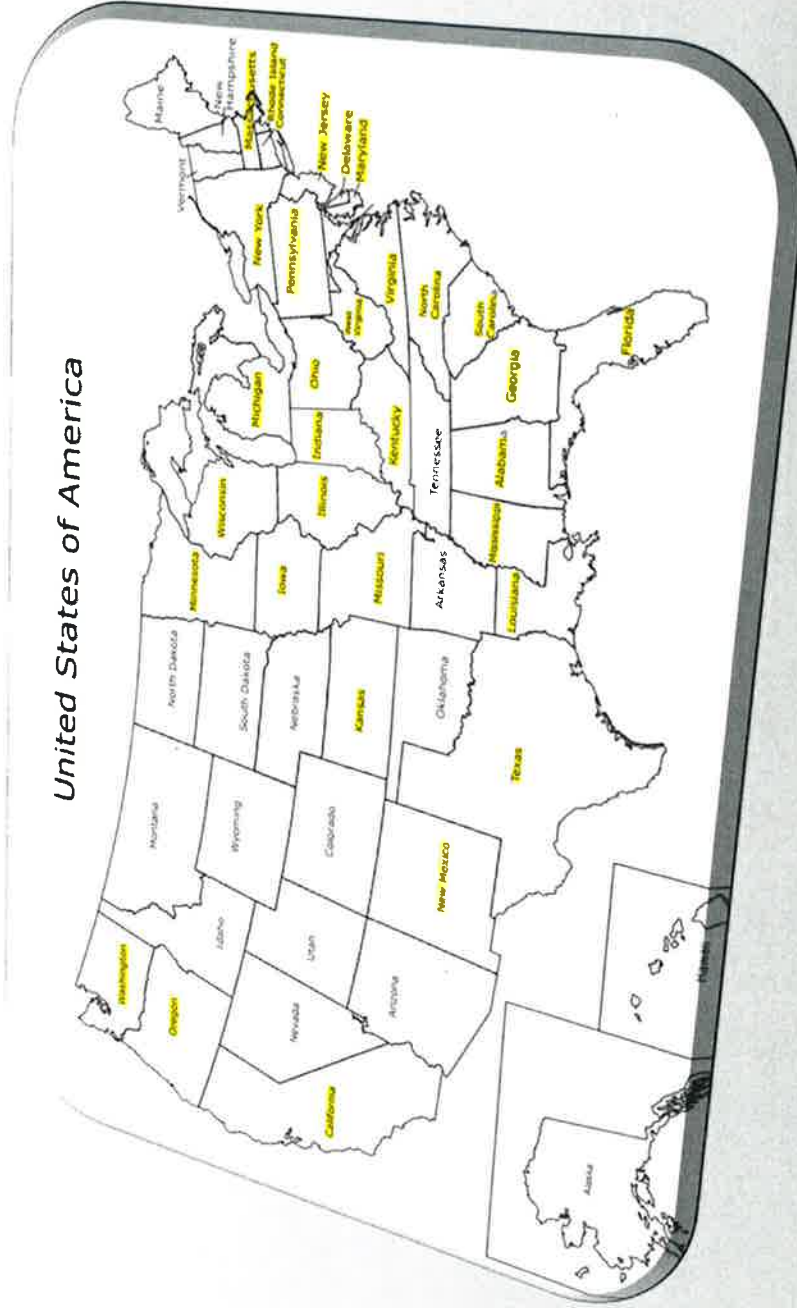 United States of America
Washington
Oregon
California
Idaho
Nevada
Montana
Wyoming
Utah
Arizona
Colorado
New Mexico
North Dakota
South Dakota
Nebraska
Kansas
Oklahoma
Texas
Minnesota
Iowa
Missouri
Arkansas
Louisiana
Wisconsin
Illinois
Michigan
Indiana
Ohio
Kentucky
Tennessee
Mississippi
Alabama
Georgia
Florida
South
Carolina
North
Carolina
Virginia
West
Virginia
Pennsylvania
New York
Vermont
Maine
New
Hampshire
Massachusetts
Rhode Island
Connecticut
New Jersey
Delaware
Maryland
Alaska
Hawaii